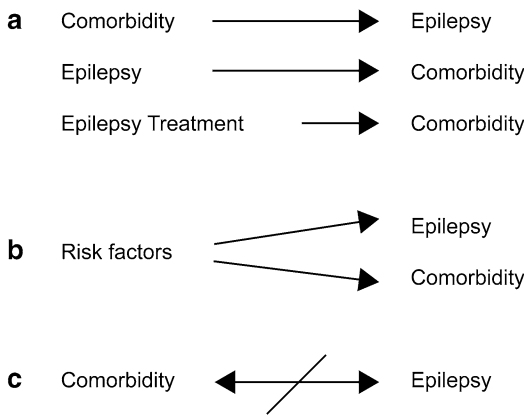 a Comorbidity Epilepsy
Epilepsy Comorbidity
Epilepsy Treatment Comorbidity
b Risk factors Epilepsy
Comorbidity
c Comorbidity Epilepsy